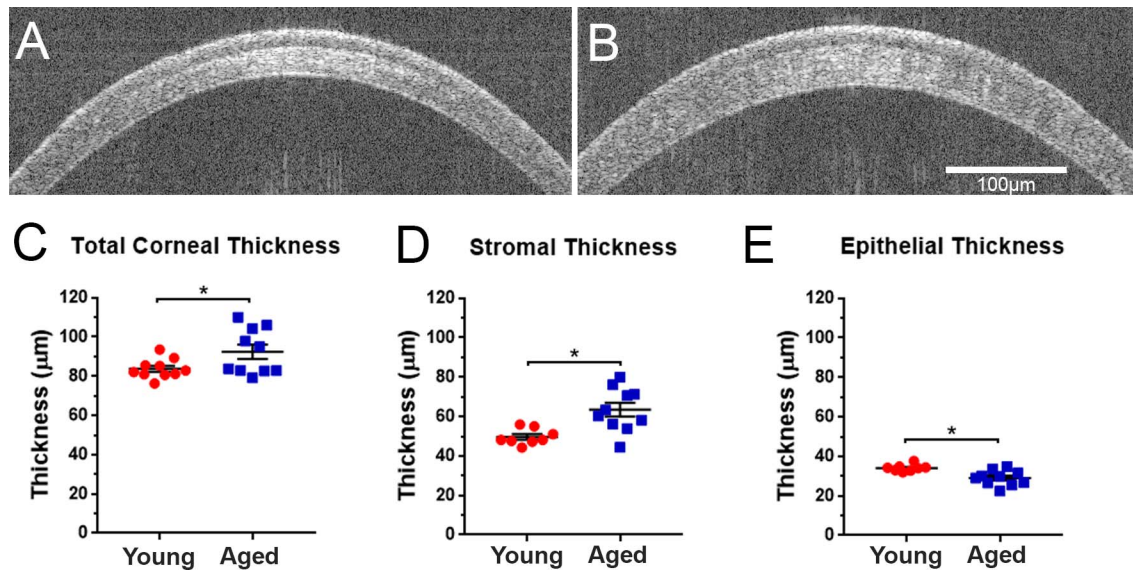 A
B
100µm
C Total Corneal Thickness
*
120
100
80
60
40
20
0
Thickness (µm)
Young Aged
D Stromal Thickness
*
120
100
80
60
40
20
0
Thickness (µm)
Young Aged
E Epithelial Thickness
*
120
100
80
60
40
20
0
Thickness (µm)
Young Aged